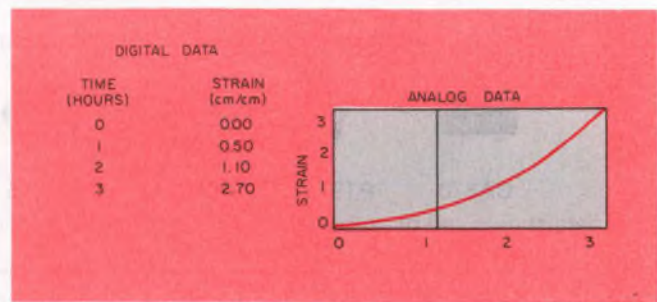 DIGITAL DATA
TIME STRAIN
(HOURS) (cm/cm)
0 0.00
1 0.50
2 1.10
3 2.70
ANALOG DATA
STRAIN
3
2
1
0
0 1 2 3